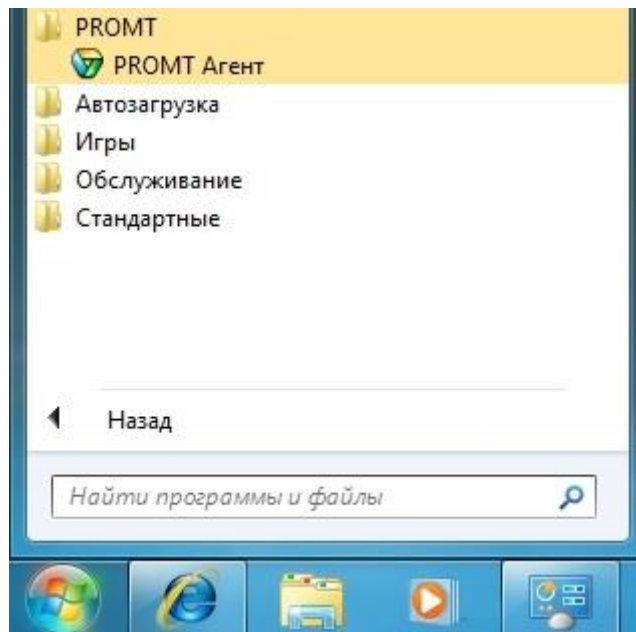 PROMT
PROMT Агент
Автозагрузка
Игры
Обслуживание
Стандартные
Назад
Найти программы и файлы